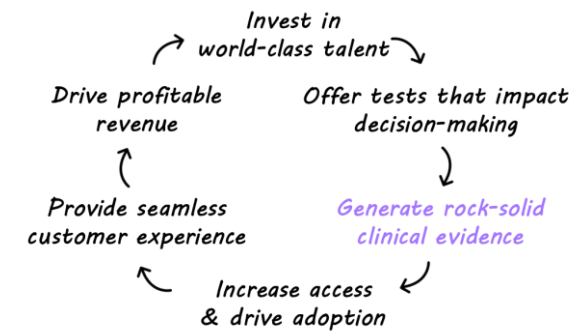 Invest in
world-class talent
Offer tests that impact
decision-making
Generate rock-solid
clinical evidence
Increase access
& drive adoption
Provide seamless
customer experience
Drive profitable
revenue